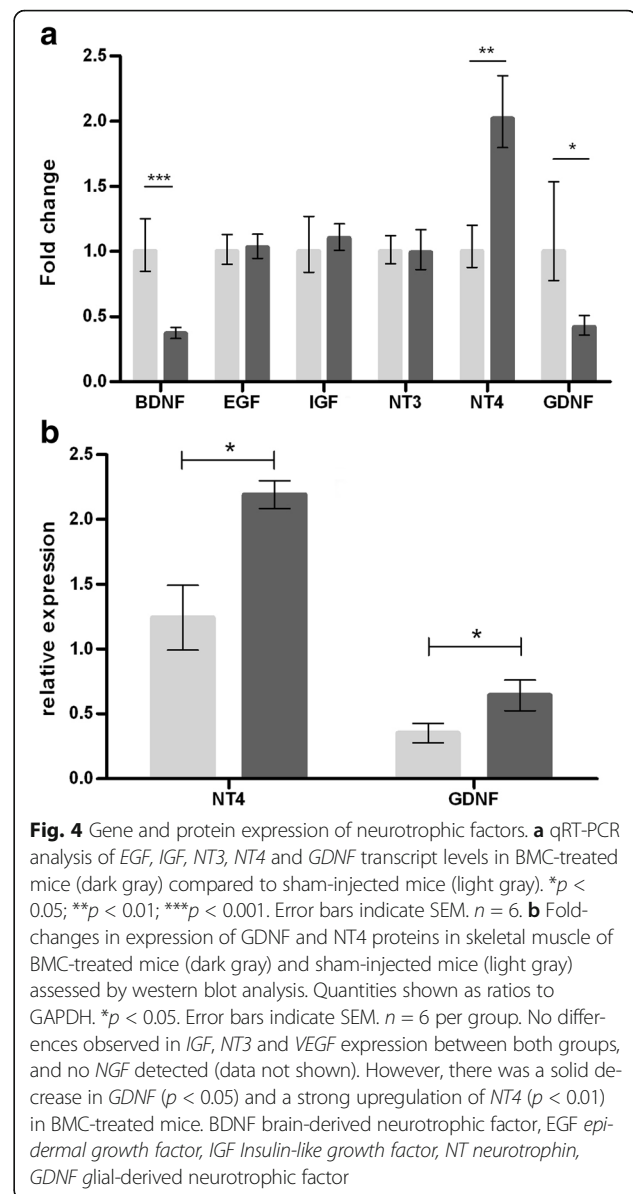 a
2.5
**
2.0
*
1.5
***
Fold change
1.0
0.5
0.0
BDNF EGF IGF NT3 NT4 GDNF
b
2.5
*
2.0
1.5
relative expression
*
1.0
0.5
0.0
NT4 GDNF
Fig. 4 Gene and protein expression of neurotrophic factors. a qRT-PCR
analysis of EGF, IGF, NT3, NT4 and GDNF transcript levels in BMC-treated
mice (dark gray) compared to sham-injected mice (light gray). *p <
0.05; **p < 0.01; ***p < 0.001. Error bars indicate SEM. n = 6. b Fold-
changes in expression of GDNF and NT4 proteins in skeletal muscle of
BMC-treated mice (dark gray) and sham-injected mice (light gray)
assessed by western blot analysis. Quantities shown as ratios to
GAPDH. *p < 0.05. Error bars indicate SEM. n = 6 per group. No differ-
ences observed in IGF, NT3 and VEGF expression between both groups,
and no NGF detected (data not shown). However, there was a solid de-
crease in GDNF (p < 0.05) and a strong upregulation of NT4 (p < 0.01)
in BMC-treated mice. BDNF brain-derived neurotrophic factor, EGF epi-
dermal growth factor, IGF Insulin-like growth factor, NT neurotrophin,
GDNF glial-derived neurotrophic factor